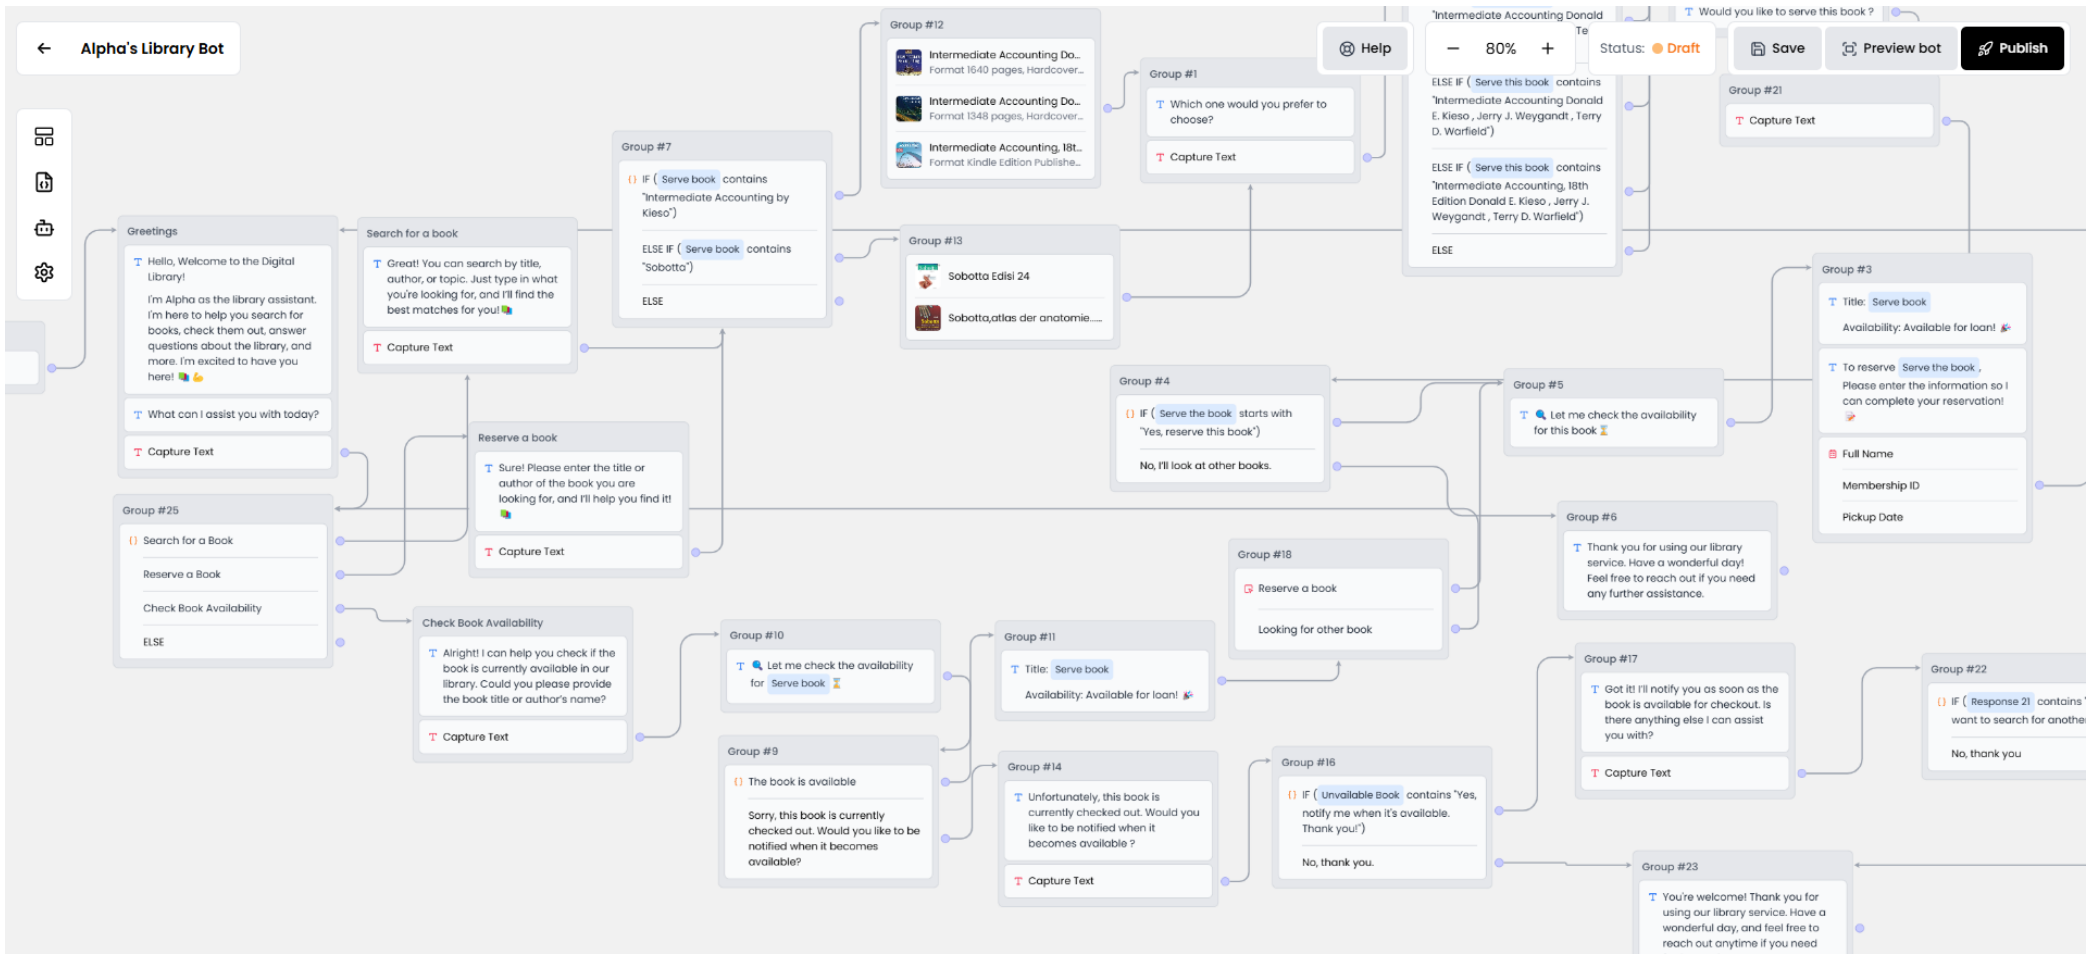 Alpha's Library Bot
Help
80%
Status: Draft
Save
Preview bot
Publish
Greetings
Hello, Welcome to the Digital
Library!
I'm Alpha as the library assistant.
I'm here to help you search for
books, check them out, answer
questions about the library, and
more. I'm excited to have you
here!
What can I assist you with today?
Capture Text
Group #25
Search for a Book
Reserve a Book
Check Book Availability
ELSE
Search for a book
Great! You can search by title,
author, or topic. Just type in what
you're looking for, and I'll find the
best matches for you!
Capture Text
Reserve a book
Sure! Please enter the title or
author of the book you are
looking for, and I'll help you find it!
Capture Text
Check Book Availability
Alright! I can help you check if the
book is currently available in our
library. Could you please provide
the book title or author's name?
Capture Text
Group #7
IF ( Serve book contains
"Intermediate Accounting by
Kieso")
ELSE IF ( Serve book contains
"Sobotta")
ELSE
Group #12
Intermediate Accounting Do...
Format 1640 pages, Hardcover...
Intermediate Accounting Do...
Format 1348 pages, Hardcover...
Intermediate Accounting, 18t...
Format Kindle Edition Publishe...
Group #13
Sobotta Edisi 24
Sobotta,atlas der anatomie.....
Group #1
Which one would you prefer to
choose?
Capture Text
"Intermediate Accounting Donald
Te
ELSE IF ( Serve this book contains
"Intermediate Accounting Donald
E. Kieso , Jerry J. Weygandt , Terry
D. Warfield")
ELSE IF ( Serve this book contains
"Intermediate Accounting, 18th
Edition Donald E. Kieso , Jerry J.
Weygandt , Terry D. Warfield")
ELSE
Would you like to serve this book ?
Group #21
Capture Text
Group #3
Title: Serve book
Availability: Available for loan!
To reserve Serve the book ,
Please enter the information so I
can complete your reservation!
Full Name
Membership ID
Pickup Date
Group #4
IF ( Serve the book starts with
"Yes, reserve this book")
No, I'll look at other books.
Group #5
Let me check the availability
for this book
Group #6
Thank you for using our library
service. Have a wonderful day!
Feel free to reach out if you need
any further assistance.
Group #18
Reserve a book
Looking for other book
Group #10
Let me check the availability
for Serve book
Group #11
Title: Serve book
Availability: Available for loan!
Group #9
The book is available
Sorry, this book is currently
checked out. Would you like to be
notified when it becomes
available?
Group #14
Unfortunately, this book is
currently checked out. Would you
like to be notified when it
becomes available ?
Capture Text
Group #16
IF ( Unvailable Book contains "Yes,
notify me when it's available.
Thank you!")
No, thank you.
Group #17
Got it! I'll notify you as soon as the
book is available for checkout. Is
there anything else I can assist
you with?
Capture Text
Group #22
IF ( Response 21 contains "
want to search for another
No, thank you
Group #23
You're welcome! Thank you for
using our library service. Have a
wonderful day, and feel free to
reach out anytime if you need